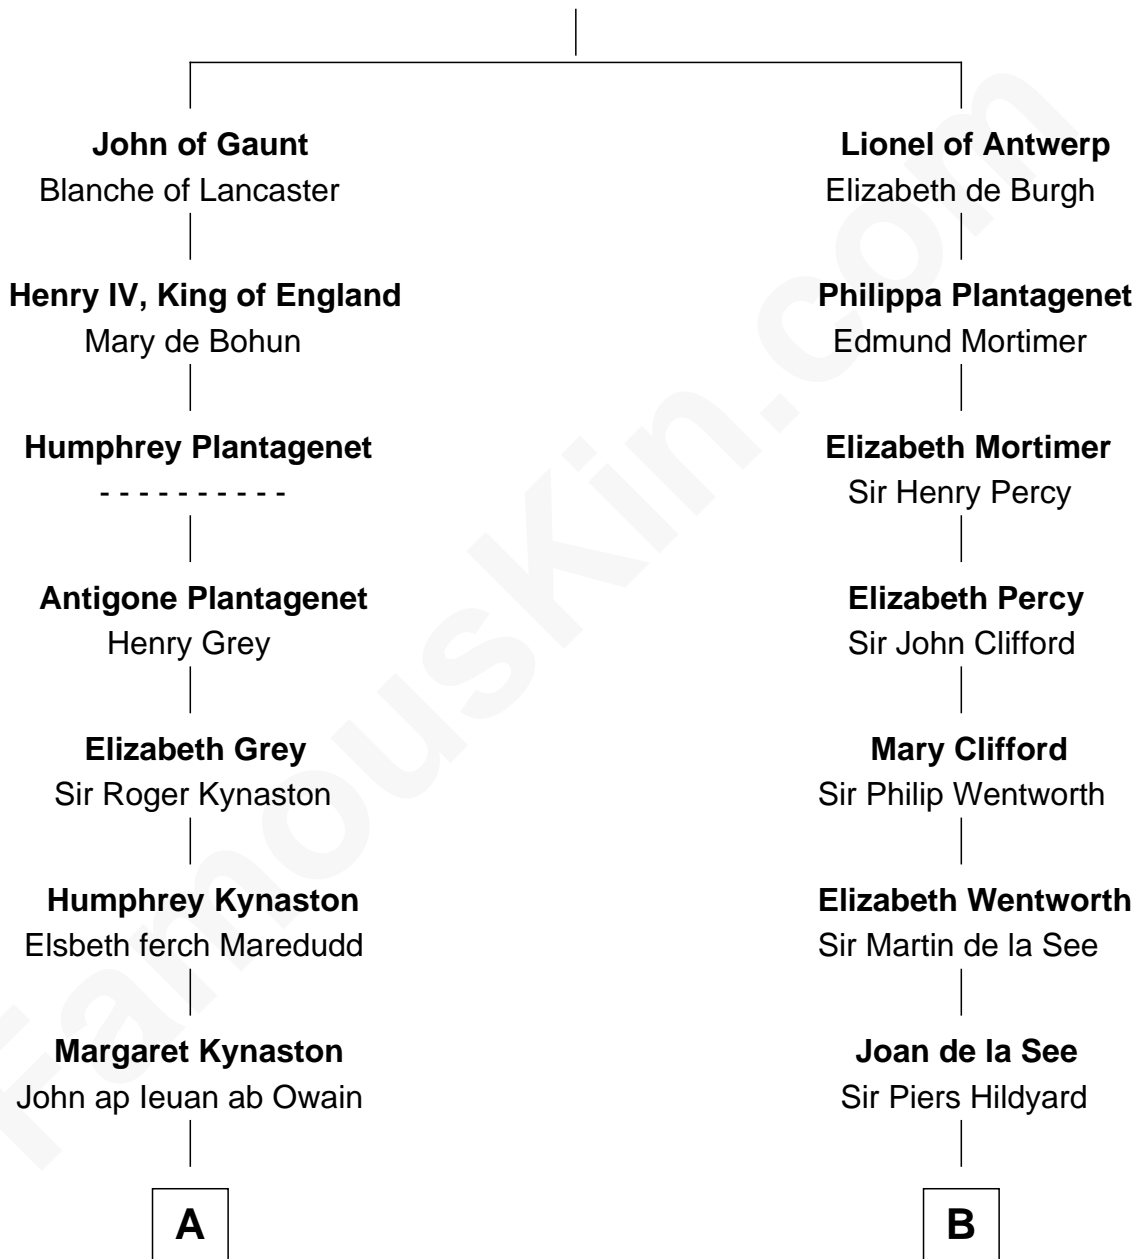 John of Gaunt
Blanche of Lancaster
Henry IV, King of England
Mary de Bohun
Humphrey Plantagenet
- - - - - - - - - -
Antigone Plantagenet
Henry Grey
Elizabeth Grey
Sir Roger Kynaston
Humphrey Kynaston
Elsbeth ferch Maredudd
Margaret Kynaston
John ap Ieuan ab Owain
A
Lionel of Antwerp
Elizabeth de Burgh
Philippa Plantagenet
Edmund Mortimer
Elizabeth Mortimer
Sir Henry Percy
Elizabeth Percy
Sir John Clifford
Mary Clifford
Sir Philip Wentworth
Elizabeth Wentworth
Sir Martin de la See
Joan de la See
Sir Piers Hildyard
B
FamousKin.com